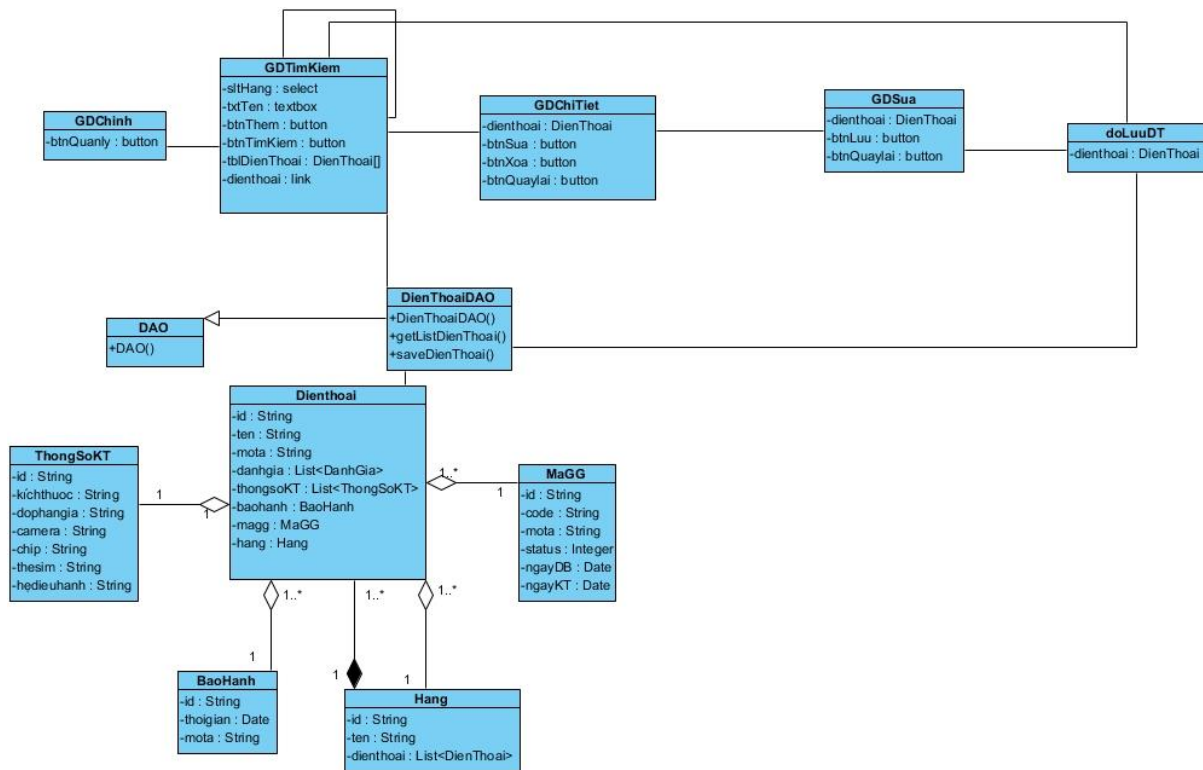 GDTimKiem
-sltHang : select
-txtTen : textbox
-btnThem : button
-btnTimKiem : button
-tblDienThoai : DienThoai[]
-dienthoai : link
GDChinh
-btnQuanly : button
GDChiTiet
-dienthoai : DienThoai
-btnSua : button
-btnXoa : button
-btnQuaylai : button
GDSua
-dienthoai : DienThoai
-btnLuu : button
-btnQuaylai : button
doLuuDT
-dienthoai : DienThoai
DienThoaiDAO
+DienThoaiDAO()
+getListDienThoai()
+saveDienThoai()
DAO
+DAO()
Dienthoai
-id : String
-ten : String
-mota : String
-danhgia : List<DanhGia>
-thongsoKT : List<ThongSoKT>
-baohanh : BaoHanh
-magg : MaGG
-hang : Hang
ThongSoKT
-id : String
-kichthuoc : String
-dophangia : String
-camera : String
-chip : String
-thesim : String
-hẹdieuhanh : String
1
1
1..*
1
MaGG
-id : String
-code : String
-mota : String
-status : Integer
-ngayDB : Date
-ngayKT : Date
1..*
1..*
1..*
1
1
1
BaoHanh
-id : String
-thoigian : Date
-mota : String
Hang
-id : String
-ten : String
-dienthoai : List<DienThoai>